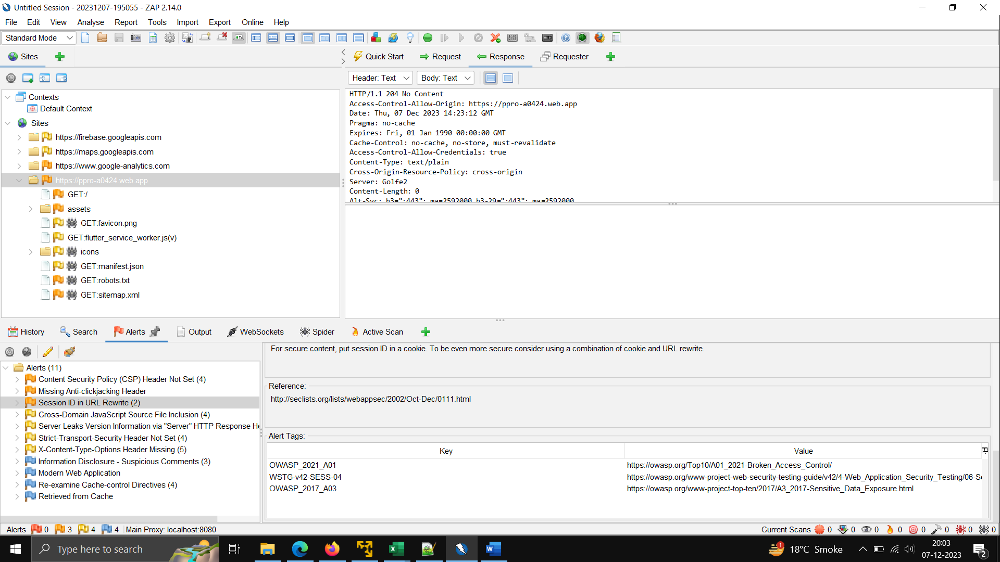 Untitled Session - 20231207-195055 - ZAP 2.14.0
File Edit View Analyse Report Tools Import Export Online Help
Standard Mode
Sites
Quick Start Request Response Requester
Header: Text Body: Text
Contexts
Default Context
Sites
https://firebase.googleapis.com
https://maps.googleapis.com
https://www.google-analytics.com
https://ppro-a0424.web.app
GET:/
assets
GET:favicon.png
GET:flutter_service_worker.js(v)
icons
GET:manifest.json
GET:robots.txt
GET:sitemap.xml
HTTP/1.1 204 No Content
Access-Control-Allow-Origin: https://ppro-a0424.web.app
Date: Thu, 07 Dec 2023 14:23:12 GMT
Pragma: no-cache
Expires: Fri, 01 Jan 1990 00:00:00 GMT
Cache-Control: no-cache, no-store, must-revalidate
Access-Control-Allow-Credentials: true
Content-Type: text/plain
Cross-Origin-Resource-Policy: cross-origin
Server: Golfe2
Content-Length: 0
Alt-Svc: h3=":443"; ma=2592000,h3-29=":443"; ma=2592000
History Search Alerts Output WebSockets Spider Active Scan
Alerts (11)
Content Security Policy (CSP) Header Not Set (4)
Missing Anti-clickjacking Header
Session ID in URL Rewrite (2)
Cross-Domain JavaScript Source File Inclusion (4)
Server Leaks Version Information via "Server" HTTP Response He
Strict-Transport-Security Header Not Set (4)
X-Content-Type-Options Header Missing (5)
Information Disclosure - Suspicious Comments (3)
Modern Web Application
Re-examine Cache-control Directives (4)
Retrieved from Cache
For secure content, put session ID in a cookie. To be even more secure consider using a combination of cookie and URL rewrite.
Reference:
http://seclists.org/lists/webappsec/2002/Oct-Dec/0111.html
Alert Tags:
Key Value
OWASP_2021_A01 https://owasp.org/Top10/A01_2021-Broken_Access_Control/
WSTG-v42-SESS-04 https://owasp.org/www-project-web-security-testing-guide/v42/4-Web_Application_Security_Testing/06-Se
OWASP_2017_A03 https://owasp.org/www-project-top-ten/2017/A3_2017-Sensitive_Data_Exposure.html
Alerts 0 3 4 4 Main Proxy: localhost:8080
Current Scans 0 0 0 0 0 0 0 0
Type here to search
1 18°C Smoke
20:03
07-12-2023
2